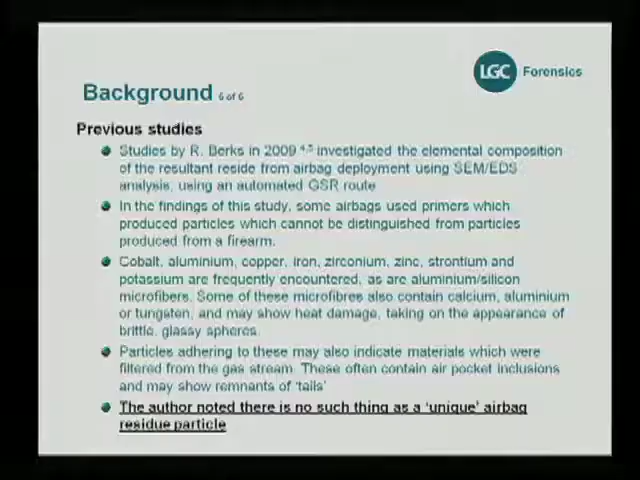 LGC Forensics
Background 6 of 6
Previous studies
Studies by R. Berks in 2009 4,5 investigated the elemental composition
of the resultant reside from airbag deployment using SEM/EDS
analysis, using an automated GSR route
In the findings of this study, some airbags used primers which
produced particles which cannot be distinguished from particles
produced from a firearm.
Cobalt, aluminium, copper, iron, zirconium, zinc, strontium and
potassium are frequently encountered, as are aluminium/silicon
microfibers. Some of these microfibres also contain calcium, aluminium
or tungsten, and may show heat damage, taking on the appearance of
brittle, glassy spheres.
Particles adhering to these may also indicate materials which were
filtered from the gas stream. These often contain air pocket inclusions
and may show remnants of 'tails'
The author noted there is no such thing as a 'unique' airbag
residue particle